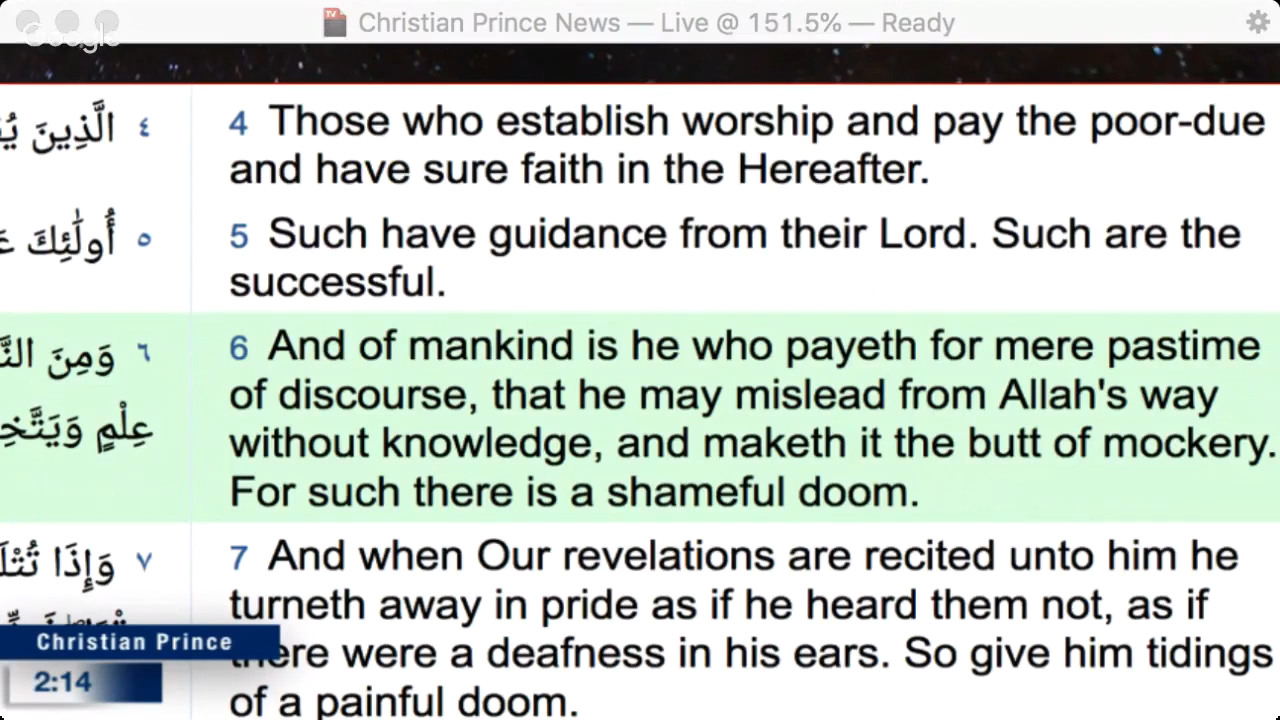 Christian Prince News — Live @ 151.5% — Ready
Google
٤ الَّذِينَ
4 Those who establish worship and pay the poor-due
and have sure faith in the Hereafter.
٥ أُولَٰئِكَ
5 Such have guidance from their Lord. Such are the
successful.
٦ وَمِنَ
6 And of mankind is he who payeth for mere pastime
عِلْمٍ
of discourse, that he may mislead from Allah's way
without knowledge, and maketh it the butt of mockery.
For such there is a shameful doom.
٧ وَإِذَا
7 And when Our revelations are recited unto him he
turneth away in pride as if he heard them not, as if
there were a deafness in his ears. So give him tidings
of a painful doom.
Christian Prince
2:14